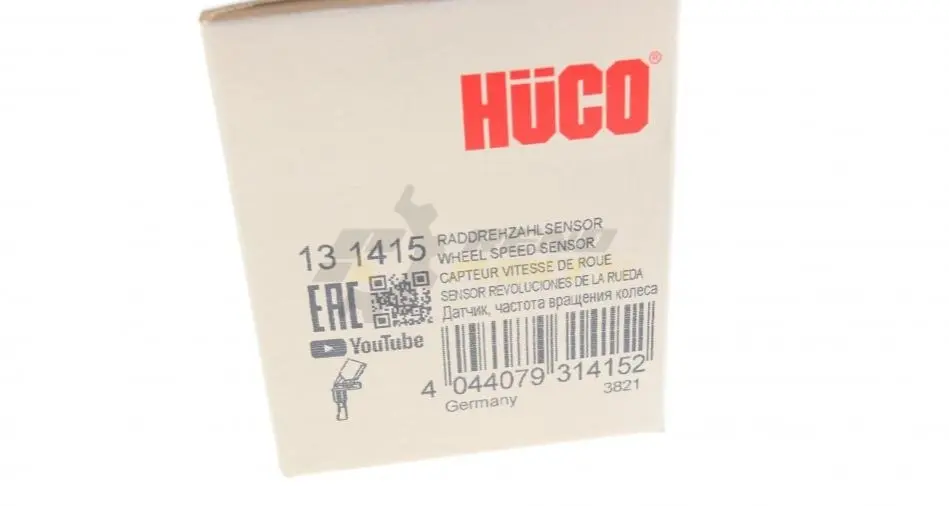 HÜCO®
13 1415
RADDREHZAHLSENSOR
WHEEL SPEED SENSOR
CAPTEUR VITESSE DE ROUE
SENSOR REVOLUCIONES DE LA RUEDA
Датчик, частота вращения колеса
EAC
YouTube
4 044079 314152
Germany
3821